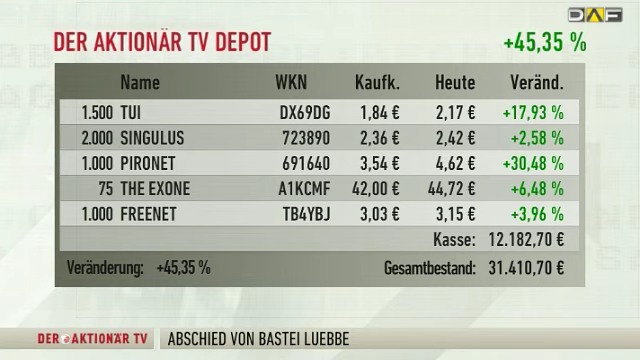 DAF
DER AKTIONÄR TV DEPOT +45,35 %
Name WKN Kaufk. Heute Veränd.
1.500 TUI DX69DG 1,84 € 2,17 € +17,93 %
2.000 SINGULUS 723890 2,36 € 2,42 € +2,58 %
1.000 PIRONET 691640 3,54 € 4,62 € +30,48 %
75 THE EXONE A1KCMF 42,00 € 44,72 € +6,48 %
1.000 FREENET TB4YBJ 3,03 € 3,15 € +3,96 %
Kasse: 12.182,70 €
Veränderung: +45,35 % Gesamtbestand: 31.410,70 €
DER AKTIONÄR TV ABSCHIED VON BASTEI LUEBBE